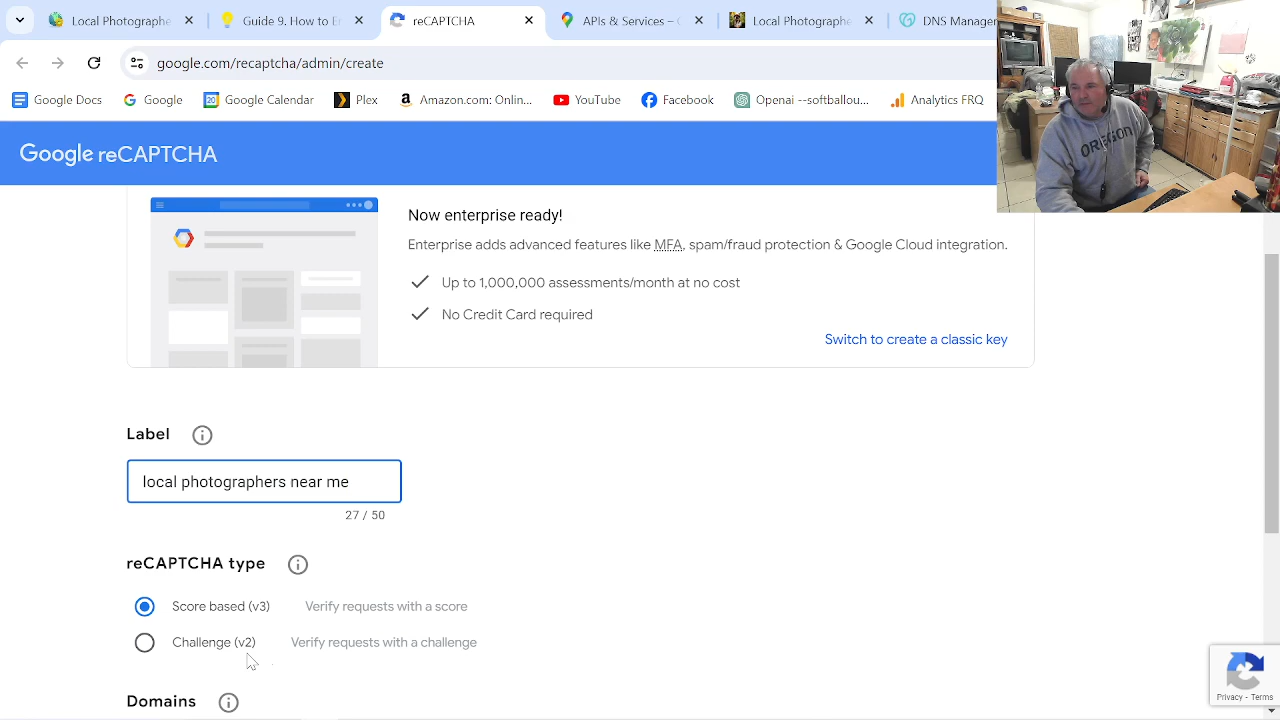 Local Photographe
Guide 9. How To De
reCAPTCHA
APIs & Services – G
Local Photographe
DNS Manager
google.com/recaptcha/admin/create
Google Docs
Google
Google Calendar
Plex
Amazon.com: Onlin...
YouTube
Facebook
OpenaI --septballou...
Analytics FRQ
Google reCAPTCHA
OREGON
Now enterprise ready!
Enterprise adds advanced features like MFA, spam/fraud protection & Google Cloud integration.
Up to 1,000,000 assessments/month at no cost
No Credit Card required
Switch to create a classic key
Label
local photographers near me
27 / 50
reCAPTCHA type
Score based (v3) Verify requests with a score
Challenge (v2) Verify requests with a challenge
Domains
Privacy - Terms